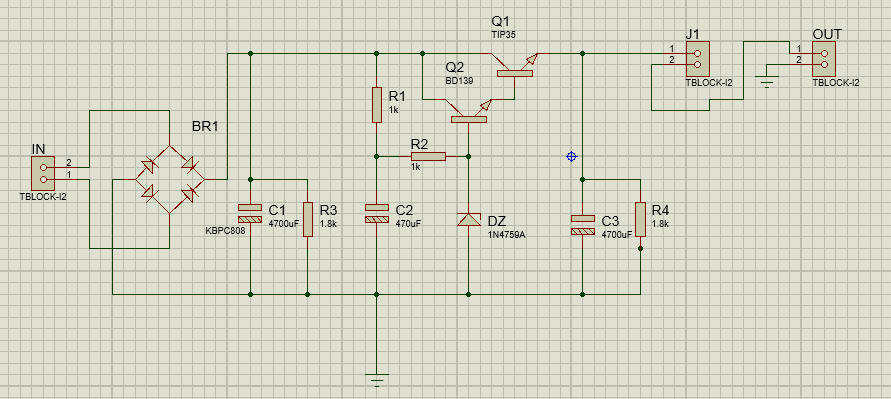 Q1
TIP35
J1
1
2
TBLOCK-I2
OUT
1
2
TBLOCK-I2
Q2
BD139
R1
1k
BR1
R2
1k
IN
2
1
TBLOCK-I2
KBPC808
C1
4700uF
R3
1.8k
C2
470uF
DZ
1N4759A
C3
4700uF
R4
1.8k